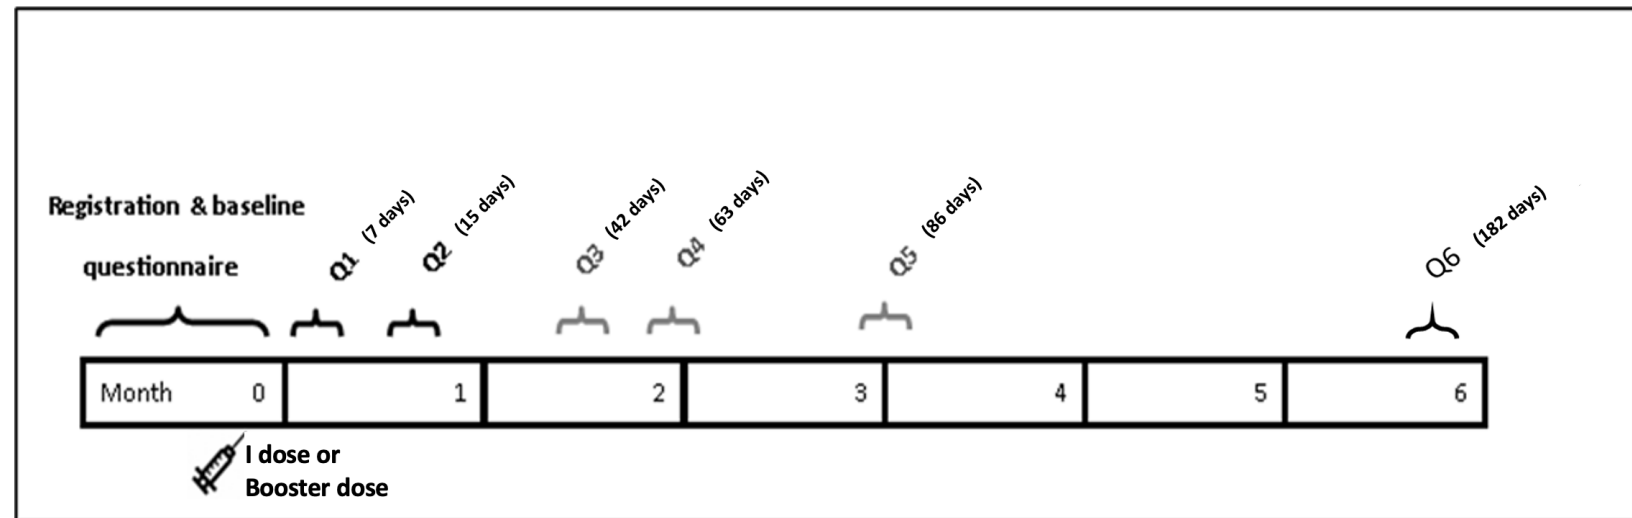 Registration & baseline
questionnaire
Q1 (7 days)
Q2 (15 days)
Q3 (42 days)
Q4 (63 days)
Q5 (86 days)
Q6 (182 days)
Month 0 1 2 3 4 5 6
I dose or
Booster dose